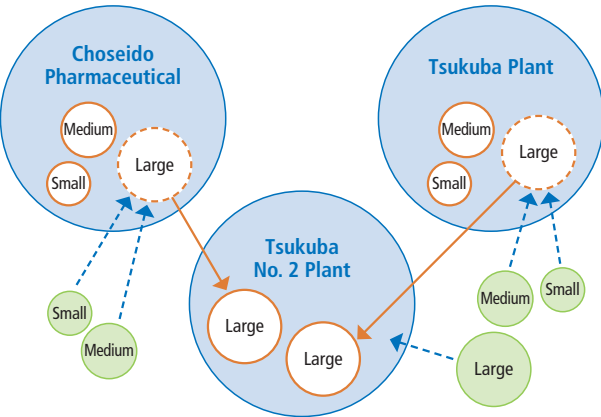 Choseido
Pharmaceutical
Medium
Large
Small
Small
Medium
Tsukuba Plant
Medium
Large
Small
Medium
Small
Large
Tsukuba
No. 2 Plant
Large
Large